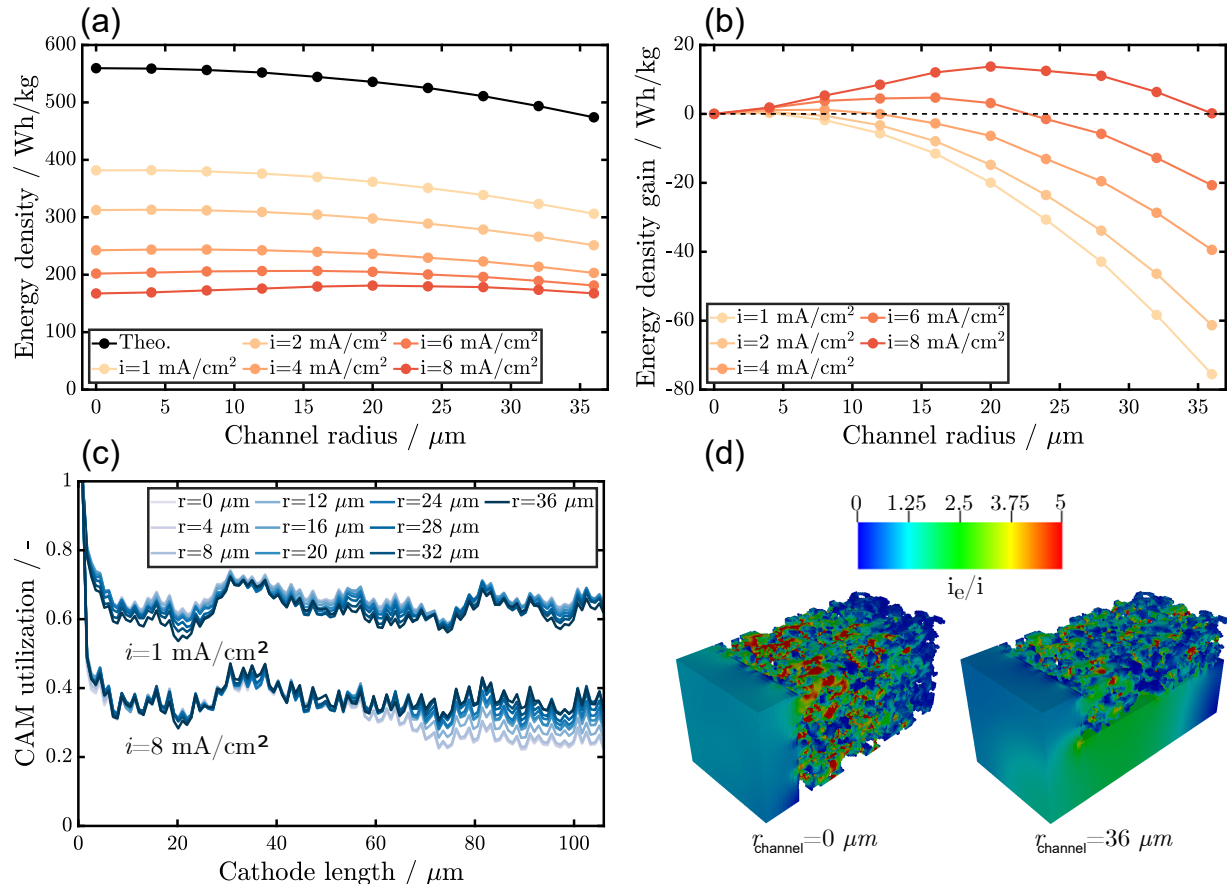 (a)
600
500
400
300
200
100
0
Energy density / Wh/kg
Theo.
i=1 mA/cm²
i=2 mA/cm²
i=4 mA/cm²
i=6 mA/cm²
i=8 mA/cm²
0 5 10 15 20 25 30 35
Channel radius / μm
(b)
20
0
-20
-40
-60
-80
Energy density gain / Wh/kg
i=1 mA/cm²
i=2 mA/cm²
i=4 mA/cm²
i=6 mA/cm²
i=8 mA/cm²
0 5 10 15 20 25 30 35
Channel radius / μm
(c)
1
0.8
0.6
0.4
0.2
0
CAM utilization / -
r=0 μm r=12 μm r=24 μm r=36 μm
r=4 μm r=16 μm r=28 μm
r=8 μm r=20 μm r=32 μm
i=1 mA/cm²
i=8 mA/cm²
0 20 40 60 80 100
Cathode length / μm
(d)
0 1.25 2.5 3.75 5
i_e/i
r_channel=0 μm
r_channel=36 μm